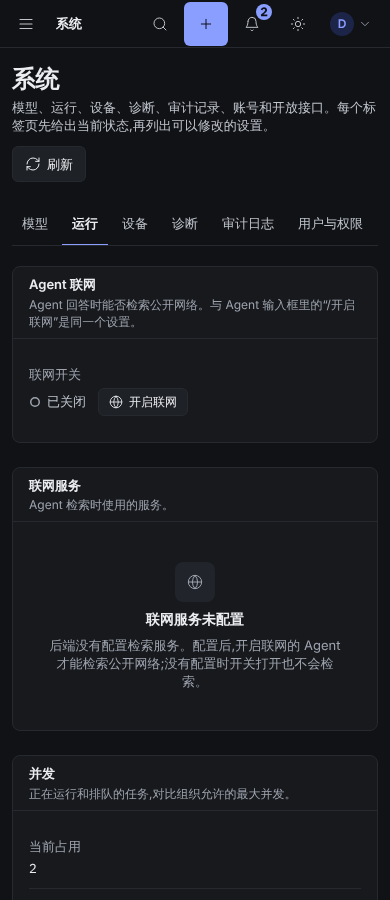 系统
2
D
系统
模型、运行、设备、诊断、审计记录、账号和开放接口。每个标
签页先给出当前状态,再列出可以修改的设置。
刷新
模型 运行 设备 诊断 审计日志 用户与权限
Agent 联网
Agent 回答时能否检索公开网络。与 Agent 输入框里的“/开启
联网”是同一个设置。
联网开关
已关闭 开启联网
联网服务
Agent 检索时使用的服务。
联网服务未配置
后端没有配置检索服务。配置后,开启联网的 Agent
才能检索公开网络;没有配置时开关打开也不会检
索。
并发
正在运行和排队的任务,对比组织允许的最大并发。
当前占用
2